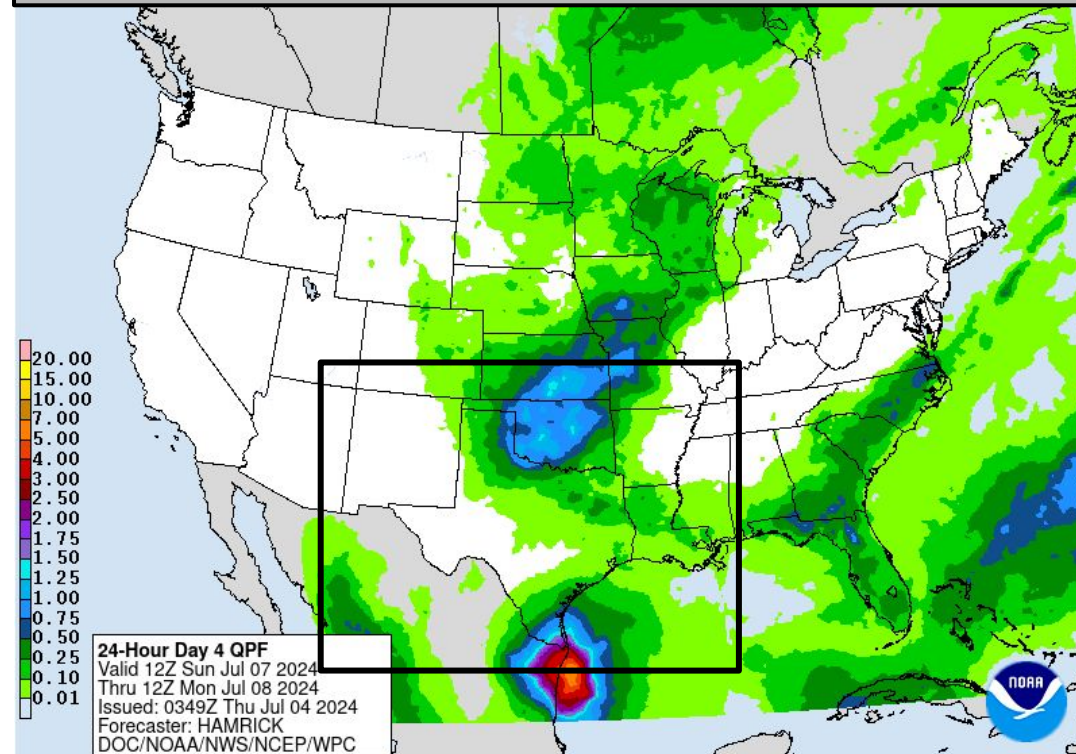 20.00
15.00
10.00
7.00
5.00
4.00
3.00
2.50
2.00
1.75
1.50
1.25
1.00
0.75
0.50
0.25
0.10
0.01
24-Hour Day 4 QPF
Valid 12Z Sun Jul 07 2024
Thru 12Z Mon Jul 08 2024
Issued: 0349Z Thu Jul 04 2024
Forecaster: HAMRICK
DOC/NOAA/NWS/NCEP/WPC
NOAA